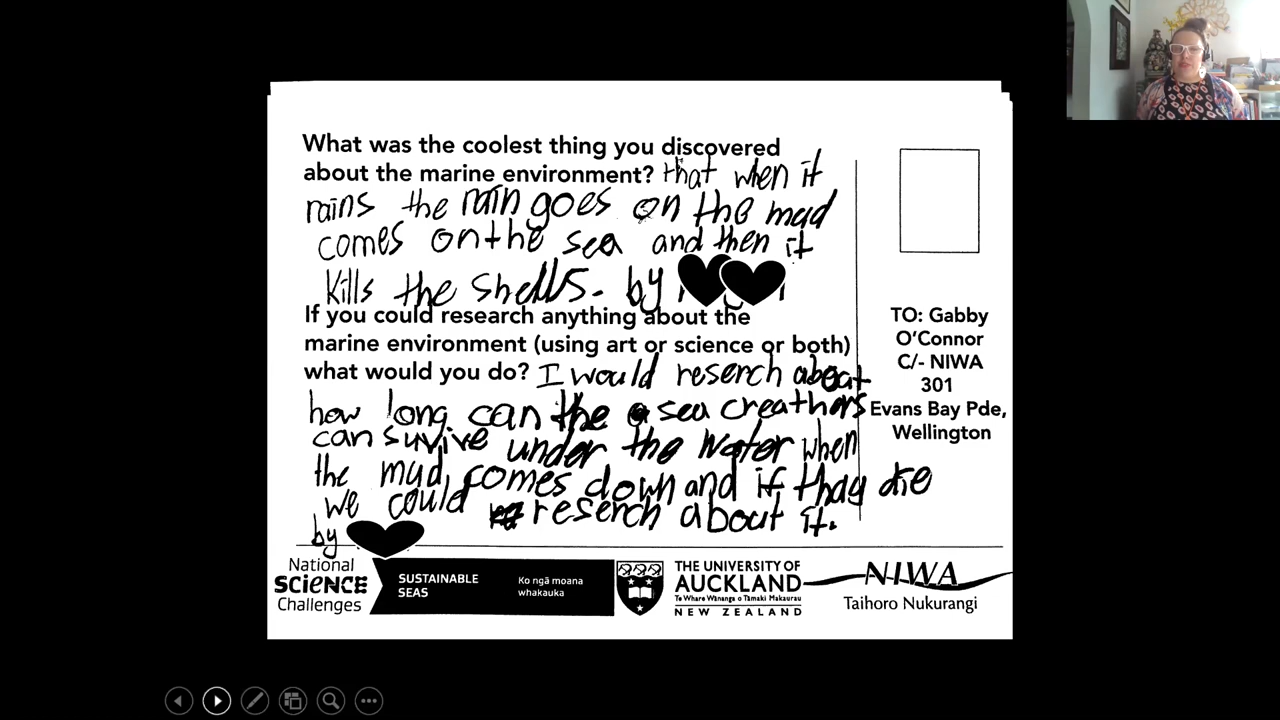 What was the coolest thing you discovered
about the marine environment? that when it
rains the rain goes on the mud
comes on the sea and then it
kills the shells. by
If you could research anything about the
marine environment (using art or science or both)
what would you do? I would reserch about
how long can the sea creathers
can suvive under the water when
the mud comes down and if thay die
we could reserch about it.
by
TO: Gabby
O'Connor
C/- NIWA
301
Evans Bay Pde,
Wellington
National
SCIENCE
Challenges
SUSTAINABLE
SEAS
Ko ngā moana
whakauka
THE UNIVERSITY OF
AUCKLAND
Te Whare Wānanga o Tāmaki Makaurau
NEW ZEALAND
NIWA
Taihoro Nukurangi